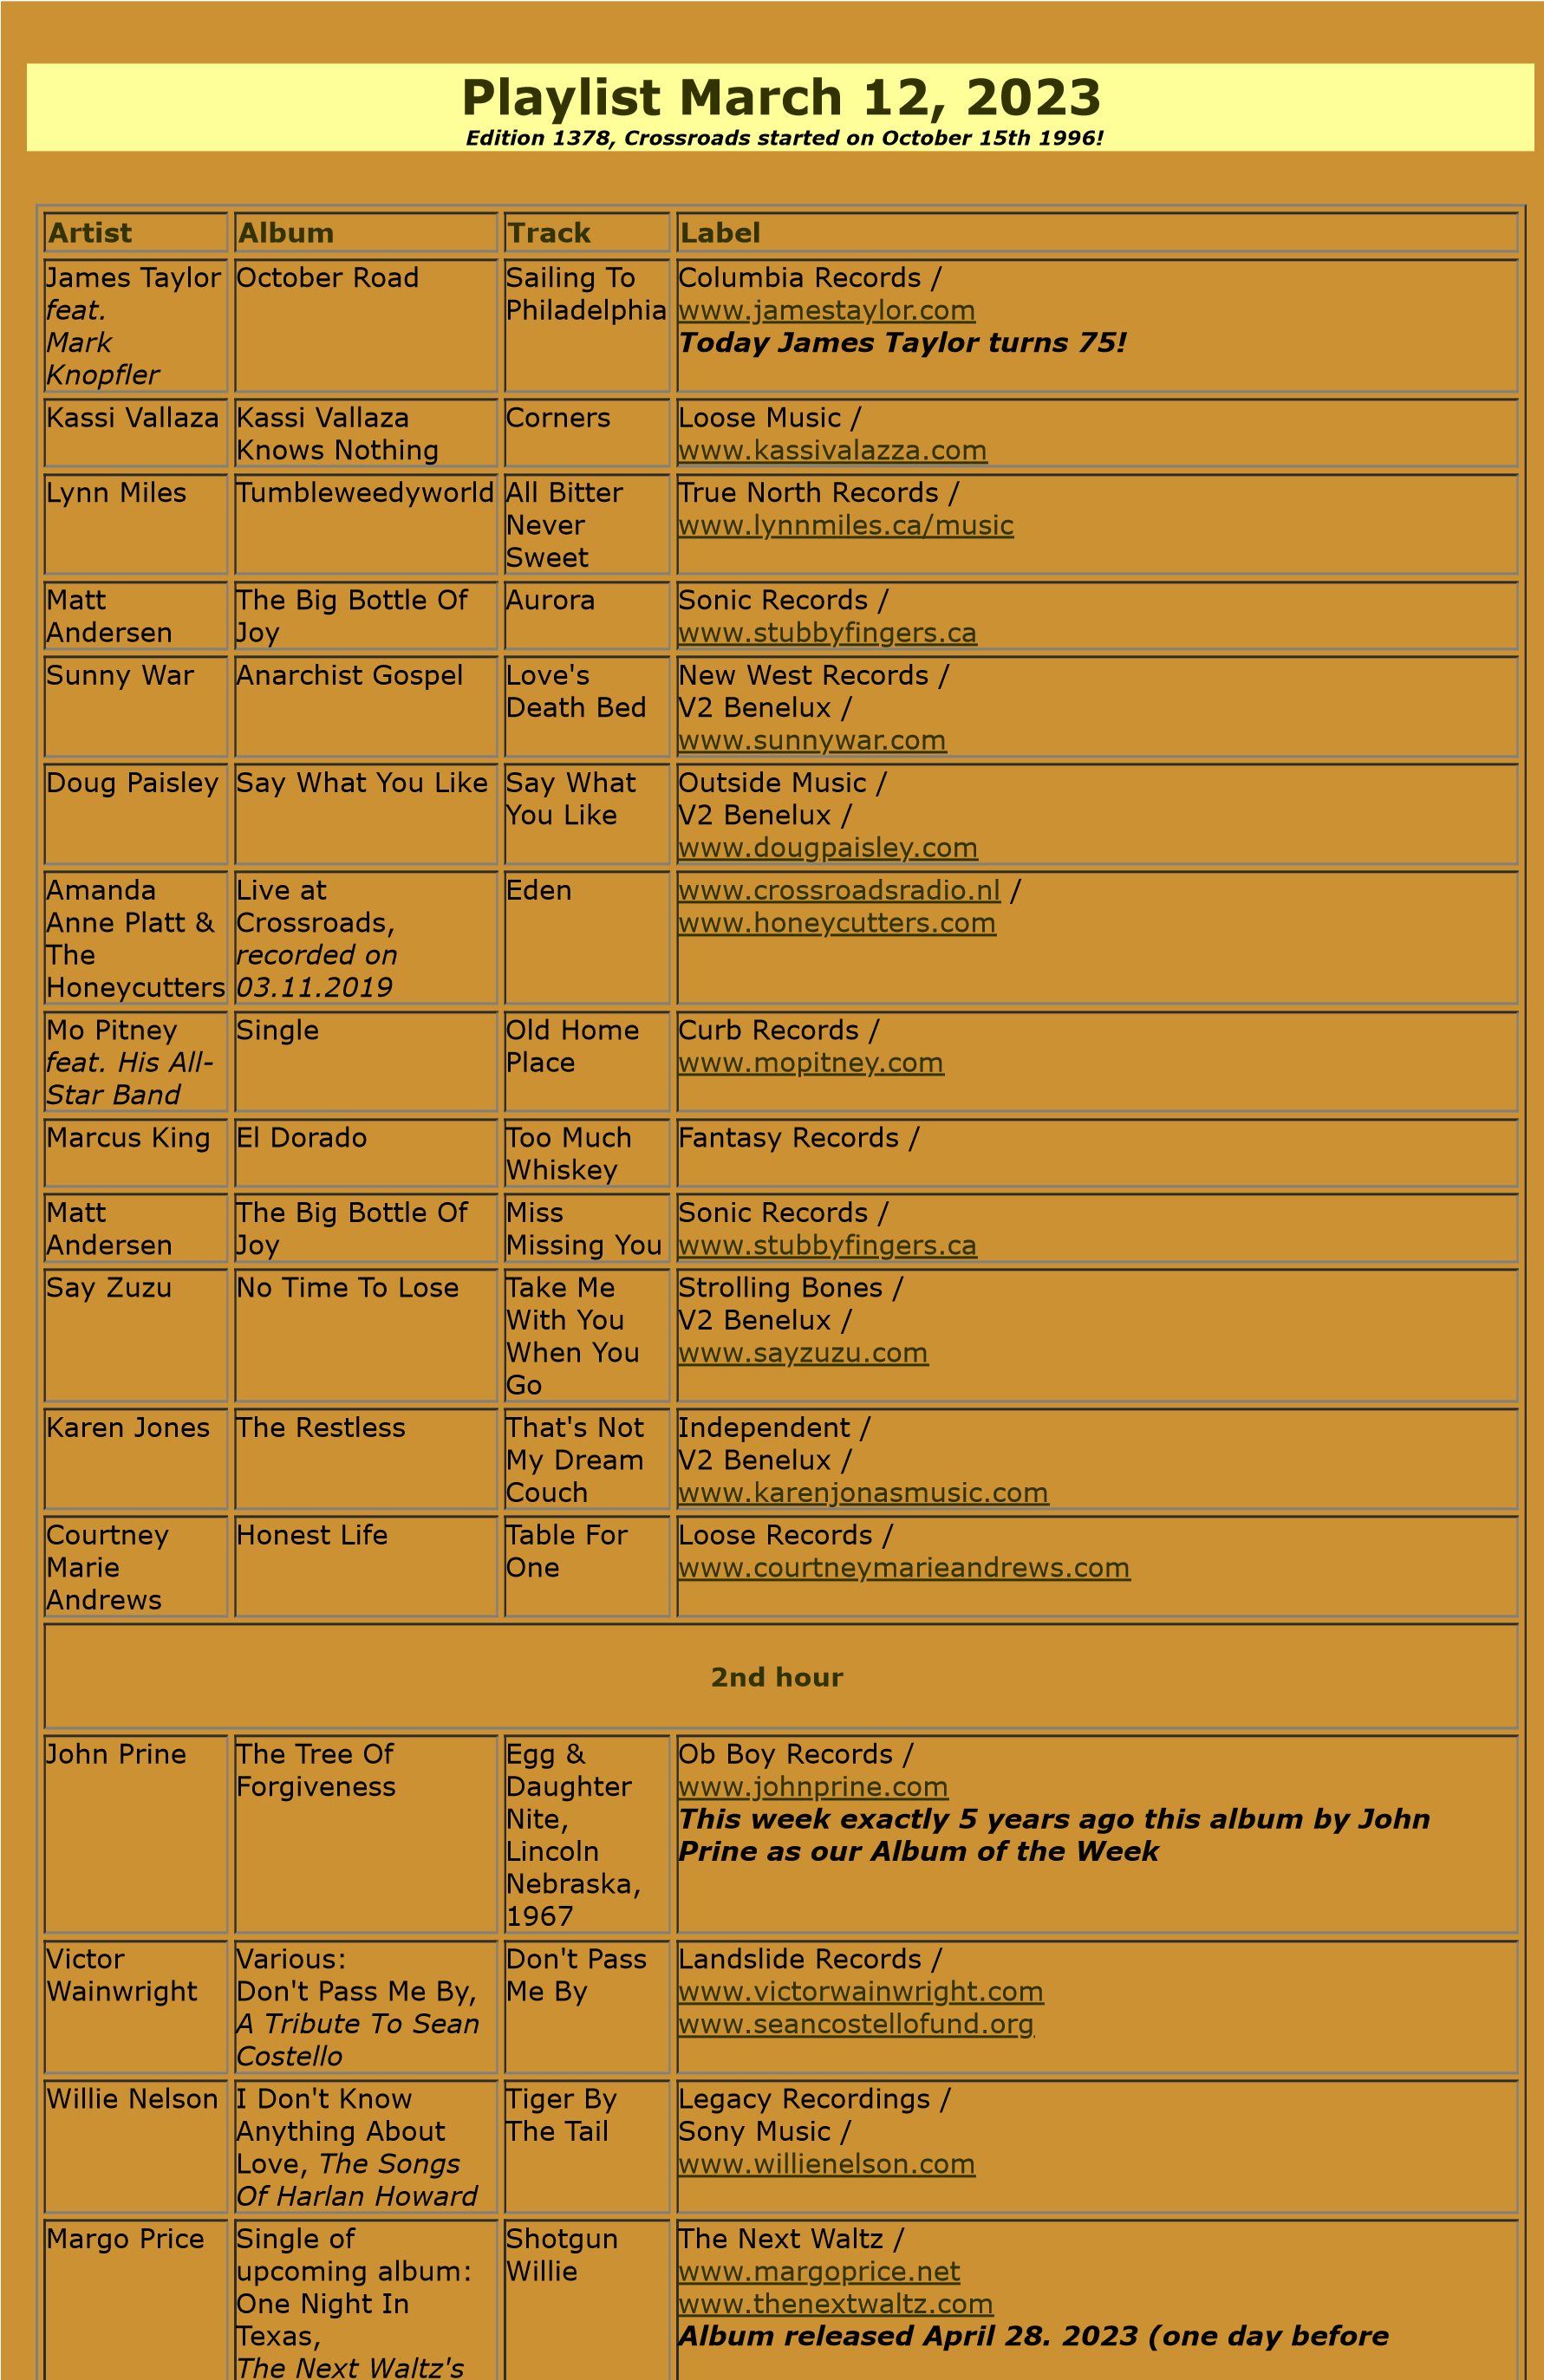 Playlist March 12, 2023
Edition 1378, Crossroads started on October 15th 1996!
Artist
Album
Track
Label
James Taylor
feat.
Mark
Knopfler
October Road
Sailing To
Philadelphia
Columbia Records /
www.jamestaylor.com
Today James Taylor turns 75!
Kassi Vallaza
Kassi Vallaza
Knows Nothing
Corners
Loose Music /
www.kassivalazza.com
Lynn Miles
Tumbleweedyworld
All Bitter
Never
Sweet
True North Records /
www.lynnmiles.ca/music
Matt
Andersen
The Big Bottle Of
Joy
Aurora
Sonic Records /
www.stubbyfingers.ca
Sunny War
Anarchist Gospel
Love's
Death Bed
New West Records /
V2 Benelux /
www.sunnywar.com
Doug Paisley
Say What You Like
Say What
You Like
Outside Music /
V2 Benelux /
www.dougpaisley.com
Amanda
Anne Platt &
The
Honeycutters
Live at
Crossroads,
recorded on
03.11.2019
Eden
www.crossroadsradio.nl /
www.honeycutters.com
Mo Pitney
feat. His All-
Star Band
Single
Old Home
Place
Curb Records /
www.mopitney.com
Marcus King
El Dorado
Too Much
Whiskey
Fantasy Records /
Matt
Andersen
The Big Bottle Of
Joy
Miss
Missing You
Sonic Records /
www.stubbyfingers.ca
Say Zuzu
No Time To Lose
Take Me
With You
When You
Go
Strolling Bones /
V2 Benelux /
www.sayzuzu.com
Karen Jones
The Restless
That's Not
My Dream
Couch
Independent /
V2 Benelux /
www.karenjonasmusic.com
Courtney
Marie
Andrews
Honest Life
Table For
One
Loose Records /
www.courtneymarieandrews.com
2nd hour
John Prine
The Tree Of
Forgiveness
Egg &
Daughter
Nite,
Lincoln
Nebraska,
1967
Ob Boy Records /
www.johnprine.com
This week exactly 5 years ago this album by John
Prine as our Album of the Week
Victor
Wainwright
Various:
Don't Pass Me By,
A Tribute To Sean
Costello
Don't Pass
Me By
Landslide Records /
www.victorwainwright.com
www.seancostellofund.org
Willie Nelson
I Don't Know
Anything About
Love, The Songs
Of Harlan Howard
Tiger By
The Tail
Legacy Recordings /
Sony Music /
www.willienelson.com
Margo Price
Single of
upcoming album:
One Night In
Texas,
The Next Waltz's
Shotgun
Willie
The Next Waltz /
www.margoprice.net
www.thenextwaltz.com
Album released April 28. 2023 (one day before